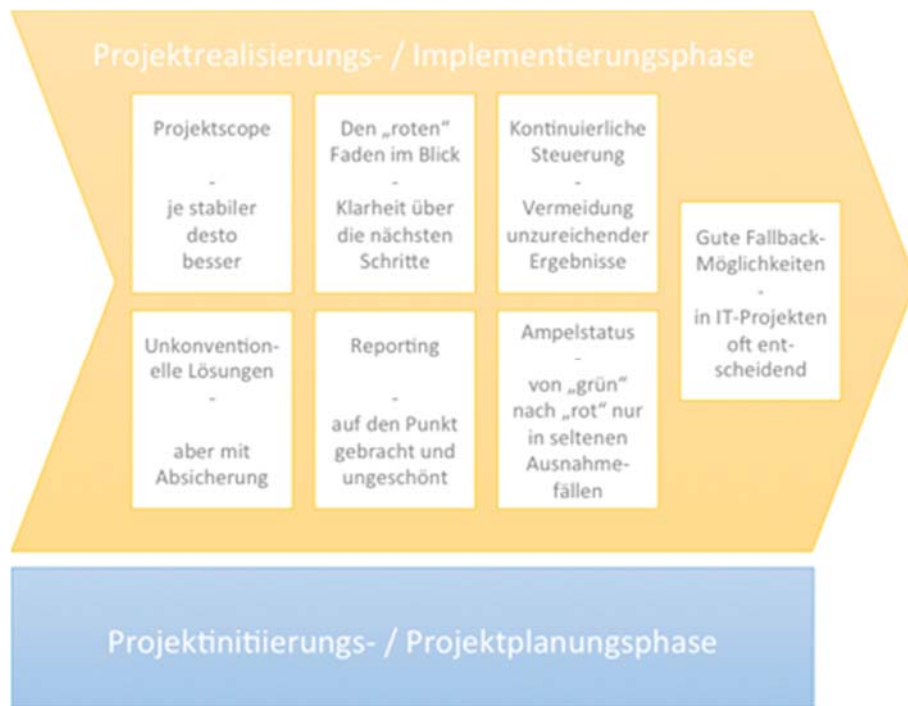 Projektrealisierungs- / Implementierungsphase
Projektscope
-
je stabiler
desto
besser
Den „roten“
Faden im Blick
-
Klarheit über
die nächsten
Schritte
Kontinuierliche
Steuerung
-
Vermeidung
unzureichender
Ergebnisse
Unkonvention-
elle Lösungen
-
aber mit
Absicherung
Reporting
-
auf den Punkt
gebracht und
ungeschönt
Ampelstatus
-
von „grün“
nach „rot“ nur
in seltenen
Ausnahme-
fällen
Gute Fallback-
Möglichkeiten
-
in IT-Projekten
oft ent-
scheidend
Projektinitiierungs- / Projektplanungsphase